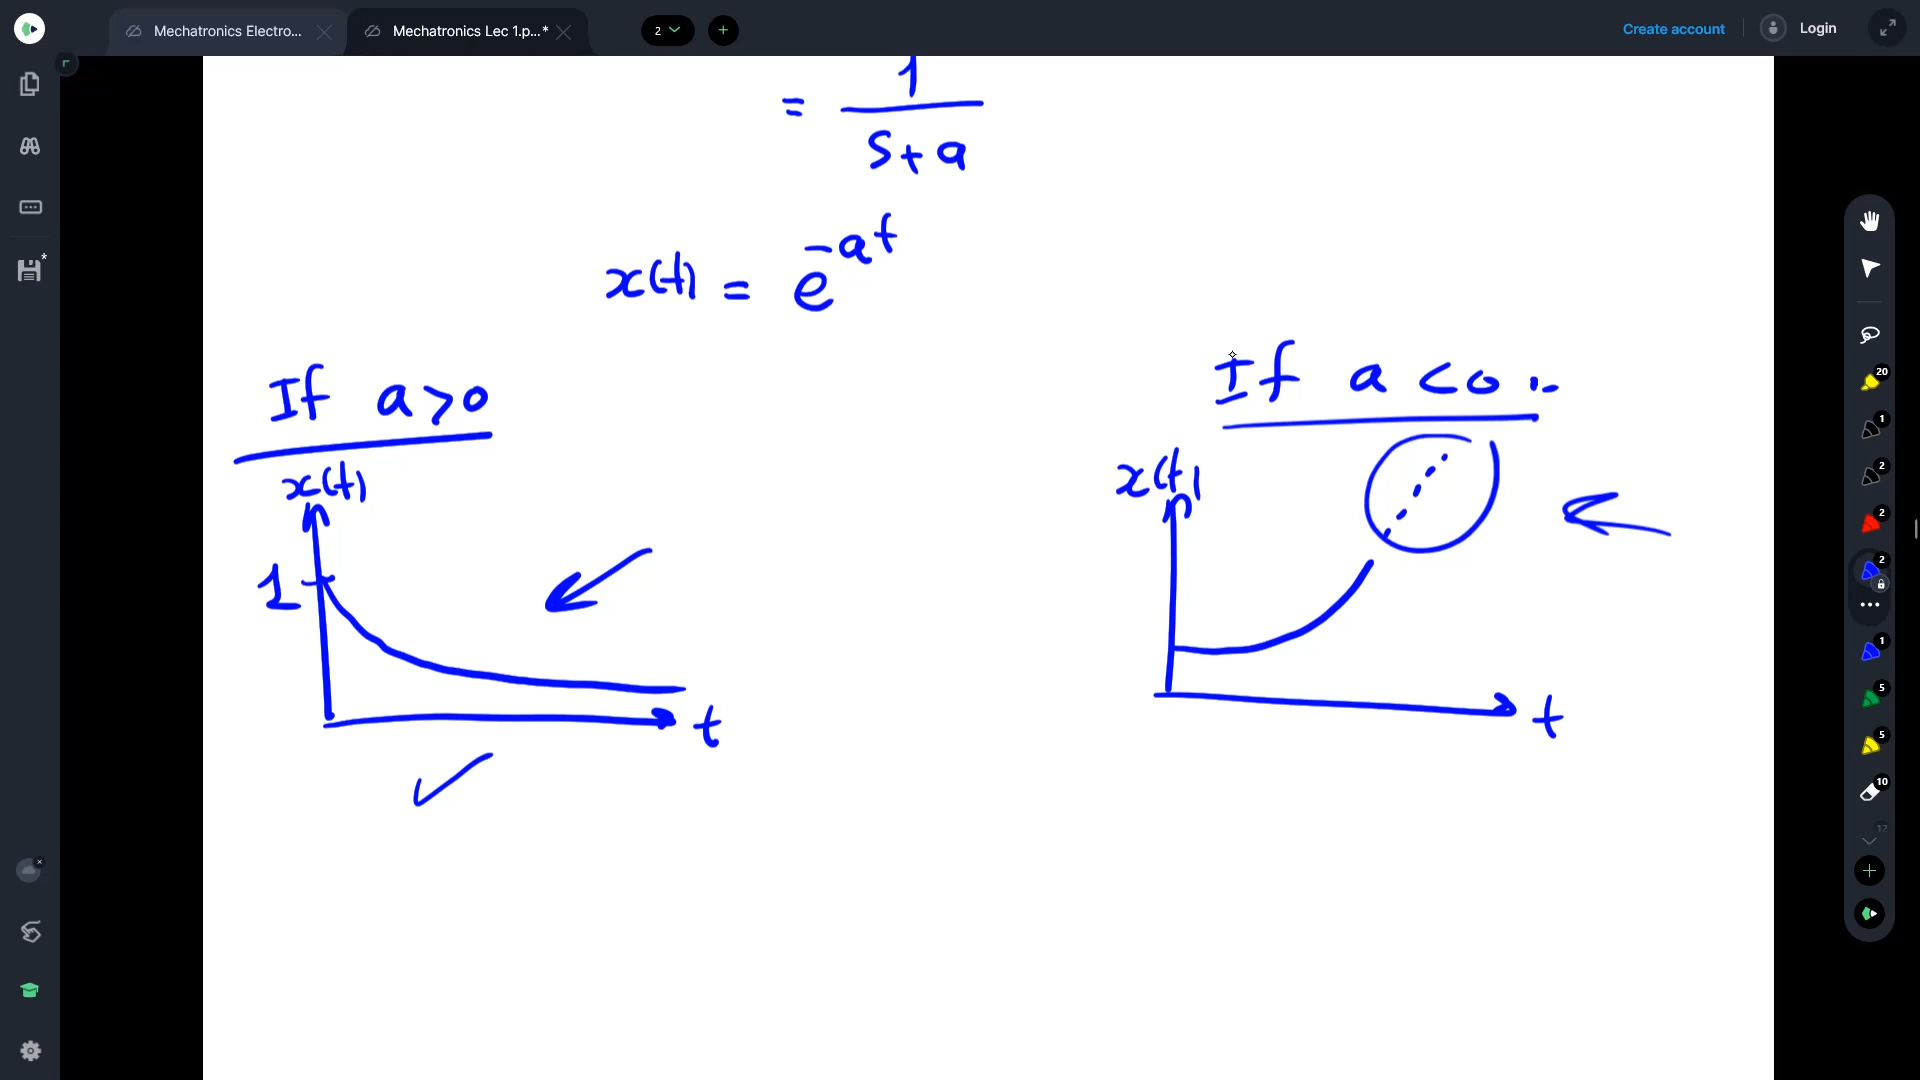 Mechatronics Electro...
Mechatronics Lec 1.p...*
2
Create account
Login
= 1/(s+a)
x(t) = e^-at
If a>0
x(t)
1
t
If a<0 :-
x(t)
t
20
1
2
2
2
1
5
5
10
12